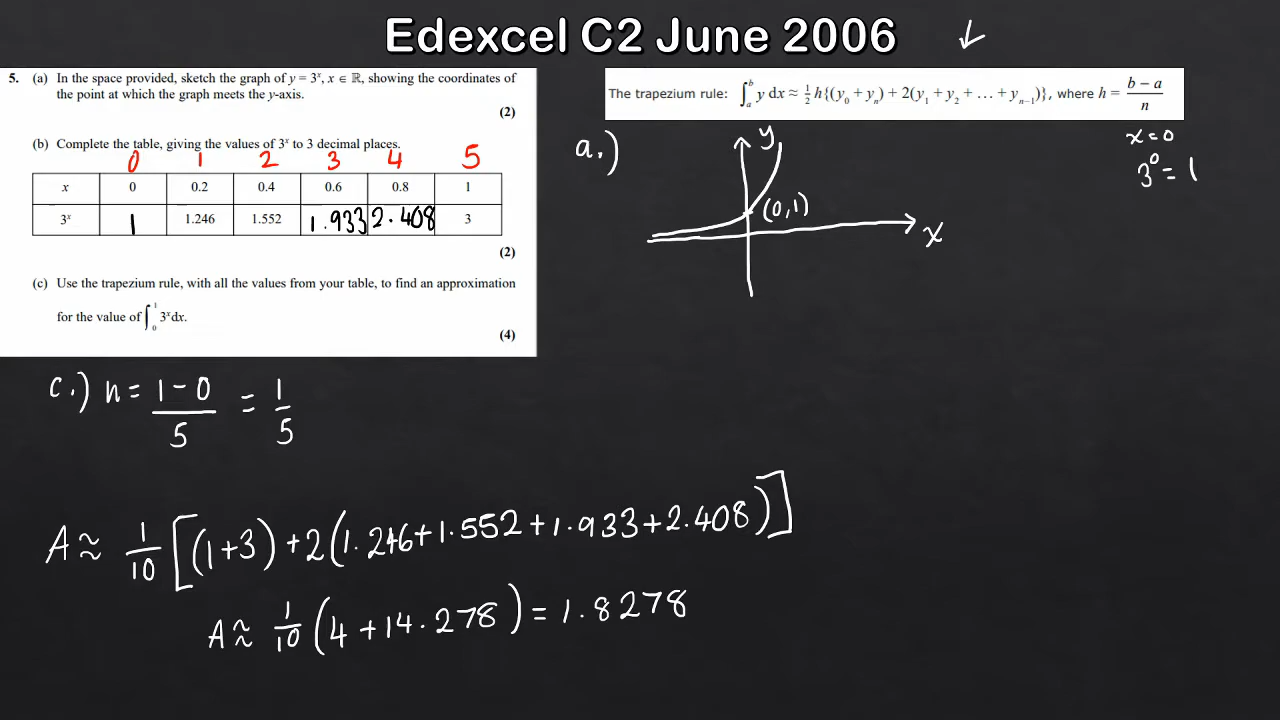 Edexcel C2 June 2006
5. (a) In the space provided, sketch the graph of y = 3ˣ, x ∈ ℝ, showing the coordinates of
the point at which the graph meets the y-axis.
(2)
(b) Complete the table, giving the values of 3ˣ to 3 decimal places.
0 1 2 3 4 5
x 0 0.2 0.4 0.6 0.8 1
3ˣ 1 1.246 1.552 1.933 2.408 3
(2)
(c) Use the trapezium rule, with all the values from your table, to find an approximation
for the value of ∫₀¹ 3ˣdx.
(4)
The trapezium rule: ∫ₐᵇ y dx ≈ ½ h{(y₀ + yₙ) + 2(y₁ + y₂ + … + yₙ₋₁)}, where h = (b – a)/n
a.)
y
(0,1)
x
x=0
3⁰ = 1
c.) h = (1 - 0)/5 = 1/5
A ≈ 1/10 [(1+3) + 2(1.246+1.552+1.933+2.408)]
A ≈ 1/10 (4 + 14.278) = 1.8278